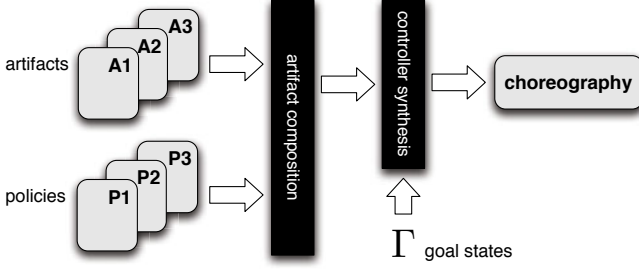 artifacts
A1
A2
A3
policies
P1
P2
P3
artifact composition
controller synthesis
choreography
Γ goal states